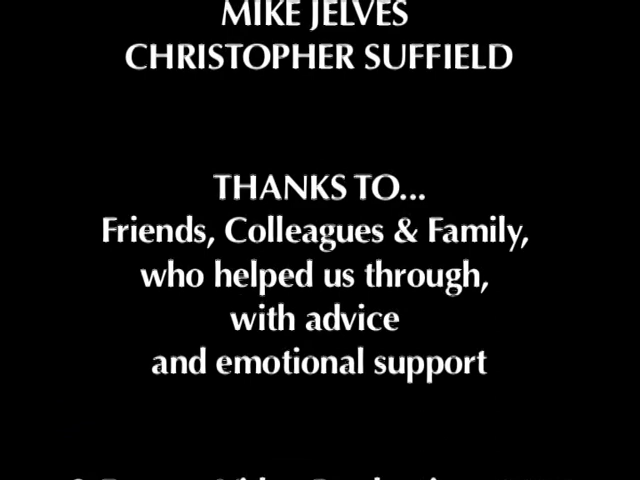 MIKE JELVES
CHRISTOPHER SUFFIELD
THANKS TO...
Friends, Colleagues & Family,
who helped us through,
with advice
and emotional support